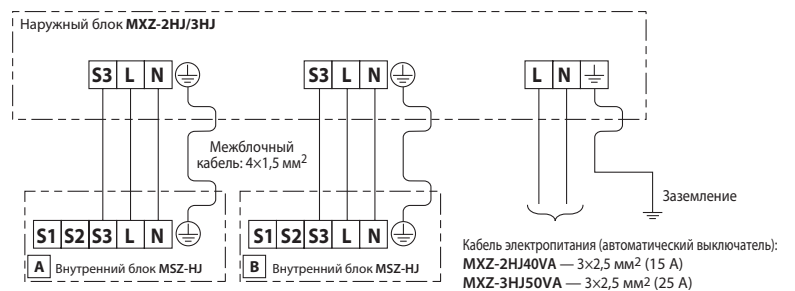 Наружный блок MXZ-2HJ/3HJ
S3 L N
S3 L N
L N
Межблочный
кабель: 4×1,5 мм²
Заземление
S1 S2 S3 L N
S1 S2 S3 L N
A Внутренний блок MSZ-HJ
B Внутренний блок MSZ-HJ
Кабель электропитания (автоматический выключатель):
MXZ-2HJ40VA — 3×2,5 мм² (15 А)
MXZ-3HJ50VA — 3×2,5 мм² (25 А)